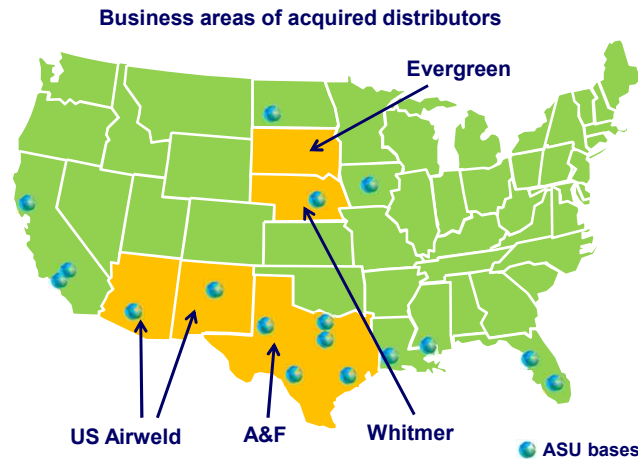 Business areas of acquired distributors
Evergreen
US Airweld
A&F
Whitmer
ASU bases